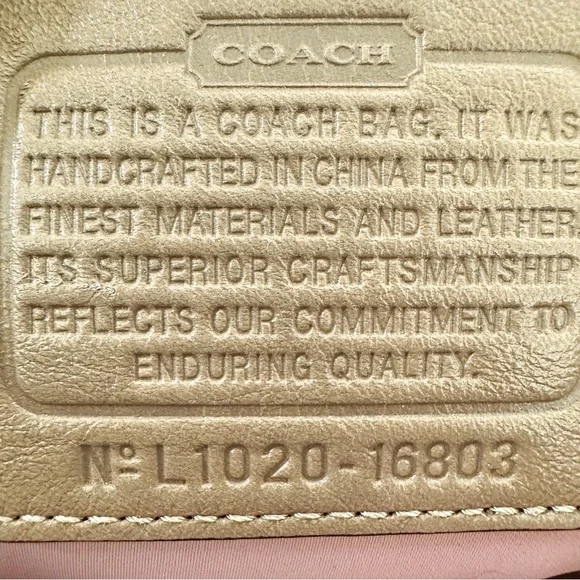 COACH
THIS IS A COACH BAG. IT WAS
HANDCRAFTED IN CHINA FROM THE
FINEST MATERIALS AND LEATHER
ITS SUPERIOR CRAFTSMANSHIP
REFLECTS OUR COMMITMENT TO
ENDURING QUALITY.
Nº L1020-16803